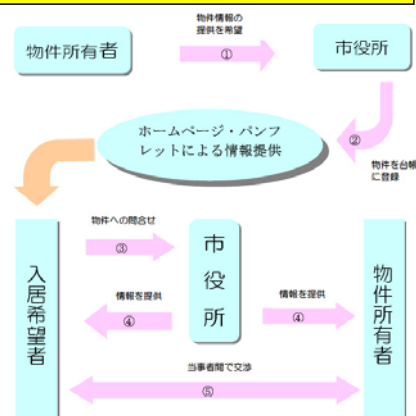 物件情報の
提供を希望
物件所有者
①
市役所
ホームページ・パンフ
レットによる情報提供
②
物件を台帳
に登録
物件への問合せ
③
入居希望者
市役所
物件所有者
情報を提供
④
情報を提供
④
当事者間で交渉
⑤